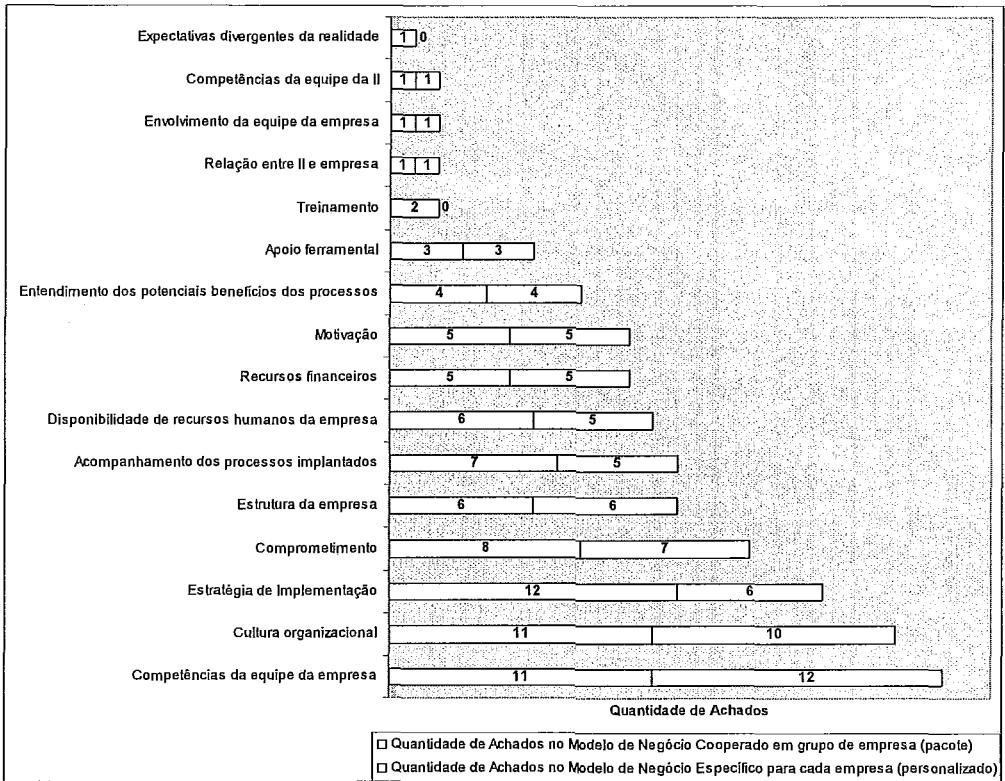 Expectativas divergentes da realidade 1 0
Competências da equipe da II 1 1
Envolvimento da equipe da empresa 1 1
Relação entre II e empresa 1 1
Treinamento 2 0
Apoio ferramental 3 3
Entendimento dos potenciais benefícios dos processos 4 4
Motivação 5 5
Recursos financeiros 5 5
Disponibilidade de recursos humanos da empresa 6 5
Acompanhamento dos processos implantados 7 5
Estrutura da empresa 6 6
Comprometimento 8 7
Estratégia de Implementação 12 6
Cultura organizacional 11 10
Competências da equipe da empresa 11 12
Quantidade de Achados
Quantidade de Achados no Modelo de Negócio Cooperado em grupo de empresa (pacote)
Quantidade de Achados no Modelo de Negócio Específico para cada empresa (personalizado)